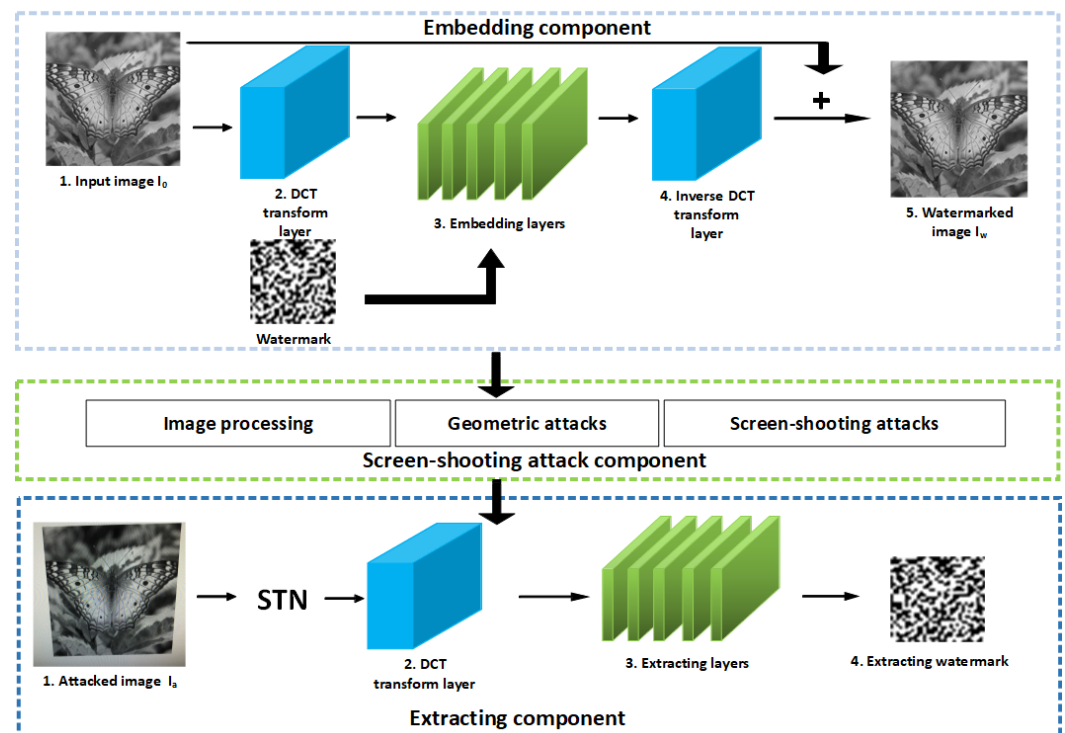 Embedding component
1. Input image I₀
2. DCT
transform
layer
3. Embedding layers
4. Inverse DCT
transform
layer
+
5. Watermarked
image Iw
Watermark
Image processing
Geometric attacks
Screen-shooting attacks
Screen-shooting attack component
1. Attacked image Iₐ
STN
2. DCT
transform layer
3. Extracting layers
4. Extracting watermark
Extracting component